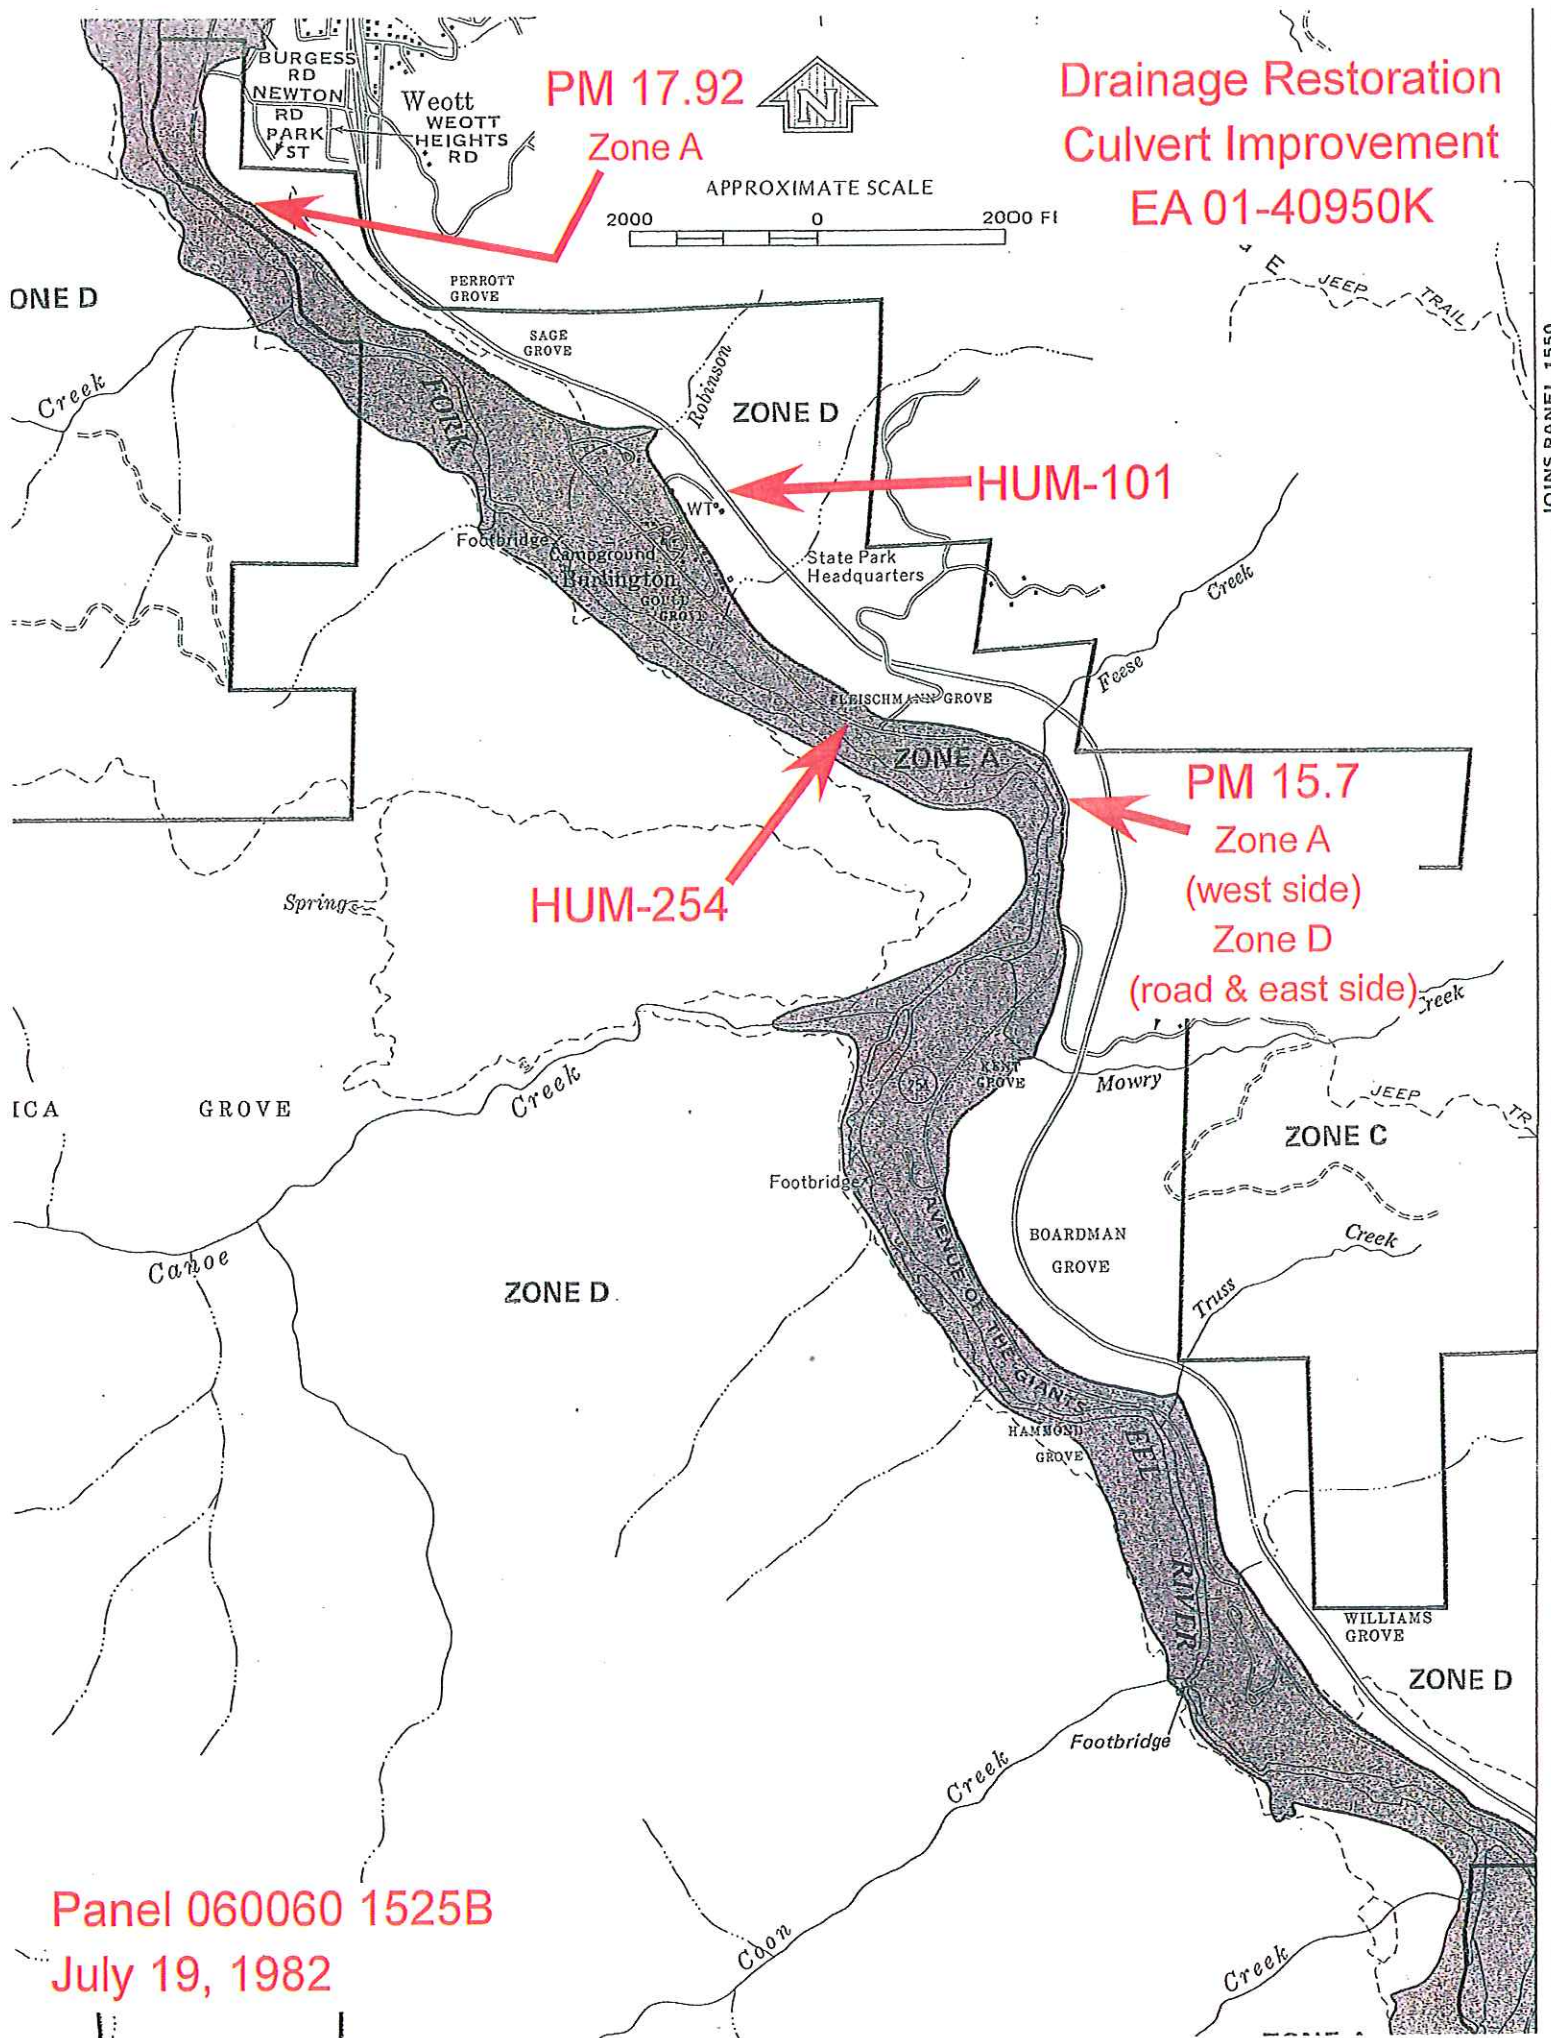 BURGESS
RD
NEWTON
RD
PARK
ST
Weott
WEOTT
HEIGHTS
RD
PM 17.92
Zone A
N
Drainage Restoration
Culvert Improvement
EA 01-40950K
APPROXIMATE SCALE
2000 0 2000
PERROTT
GROVE
SAGE
GROVE
ONE D
JEEP TRAIL
JOINS PANEL 1550
Creek
FORK
Robinson
ZONE D
HUM-101
WT
Footbridge
Campground
Burlington
GOULD
GROVE
State Park
Headquarters
Creek
Feese
FLEISCHMANN GROVE
ZONE A
PM 15.7
Zone A
(west side)
Zone D
(road & east side)
HUM-254
Spring
Creek
KENT
GROVE
254
Mowry
Creek
JEEP TR
ICA GROVE
ZONE C
Footbridge
AVENUE OF THE GIANTS
BOARDMAN
GROVE
Creek
Truss
Canoe
ZONE D
HAMMOND
GROVE
EEL RIVER
WILLIAMS
GROVE
ZONE D
Footbridge
Creek
Coon
Creek
Panel 060060 1525B
July 19, 1982